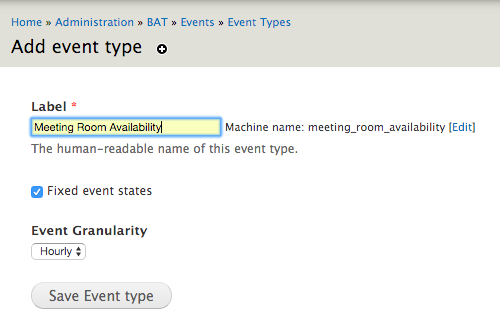 Home » Administration » BAT » Events » Event Types
Add event type
Label *
Meeting Room Availability Machine name: meeting_room_availability [Edit]
The human-readable name of this event type.
Fixed event states
Event Granularity
Hourly
Save Event type